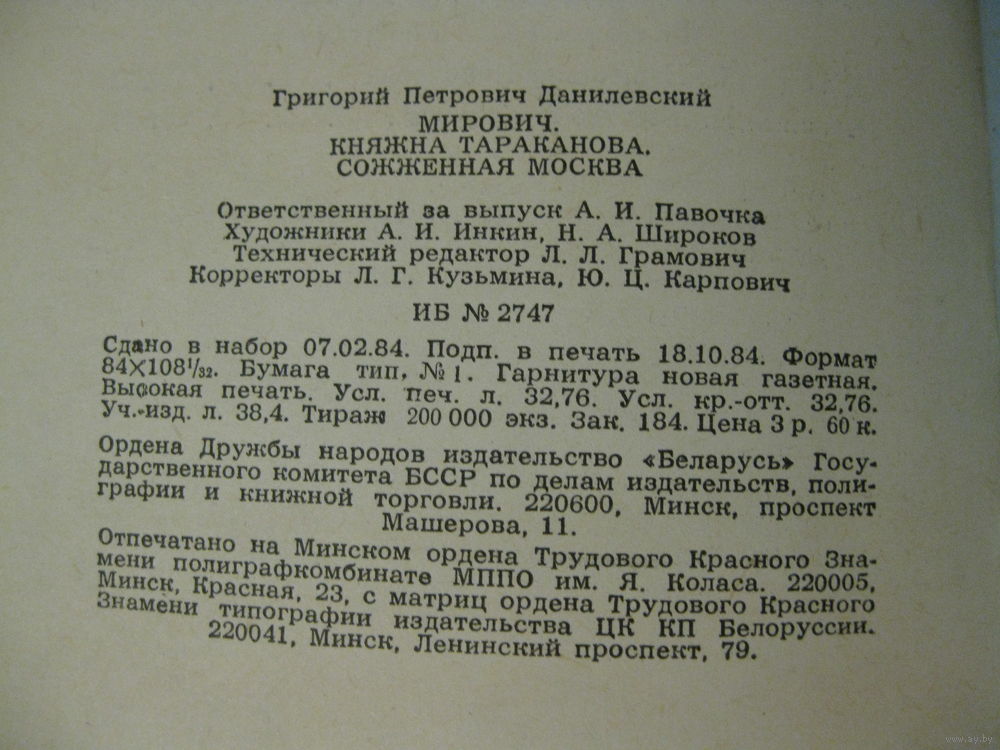 Григорий Петрович Данилевский
МИРОВИЧ.
КНЯЖНА ТАРАКАНОВА.
СОЖЖЕННАЯ МОСКВА
Ответственный за выпуск А. И. Павочка
Художники А. И. Инкин, Н. А. Широков
Технический редактор Л. Л. Грамович
Корректоры Л. Г. Кузьмина, Ю. Ц. Карпович
ИБ № 2747
Сдано в набор 07.02.84. Подп. в печать 18.10.84. Формат
84×108¹/₃₂. Бумага тип. № 1. Гарнитура новая газетная.
Высокая печать. Усл. печ. л. 32,76. Усл. кр.-отт. 32,76.
Уч.-изд. л. 38,4. Тираж 200 000 экз. Зак. 184. Цена 3 р. 60 к.
Ордена Дружбы народов издательство «Беларусь» Госу-
дарственного комитета БССР по делам издательств, поли-
графии и книжной торговли. 220600, Минск, проспект
Машерова, 11.
Отпечатано на Минском ордена Трудового Красного Зна-
мени полиграфкомбинате МППО им. Я. Коласа. 220005,
Минск, Красная, 23, с матриц ордена Трудового Красного
Знамени типографии издательства ЦК КП Белоруссии.
220041, Минск, Ленинский проспект, 79.
www.ay.by